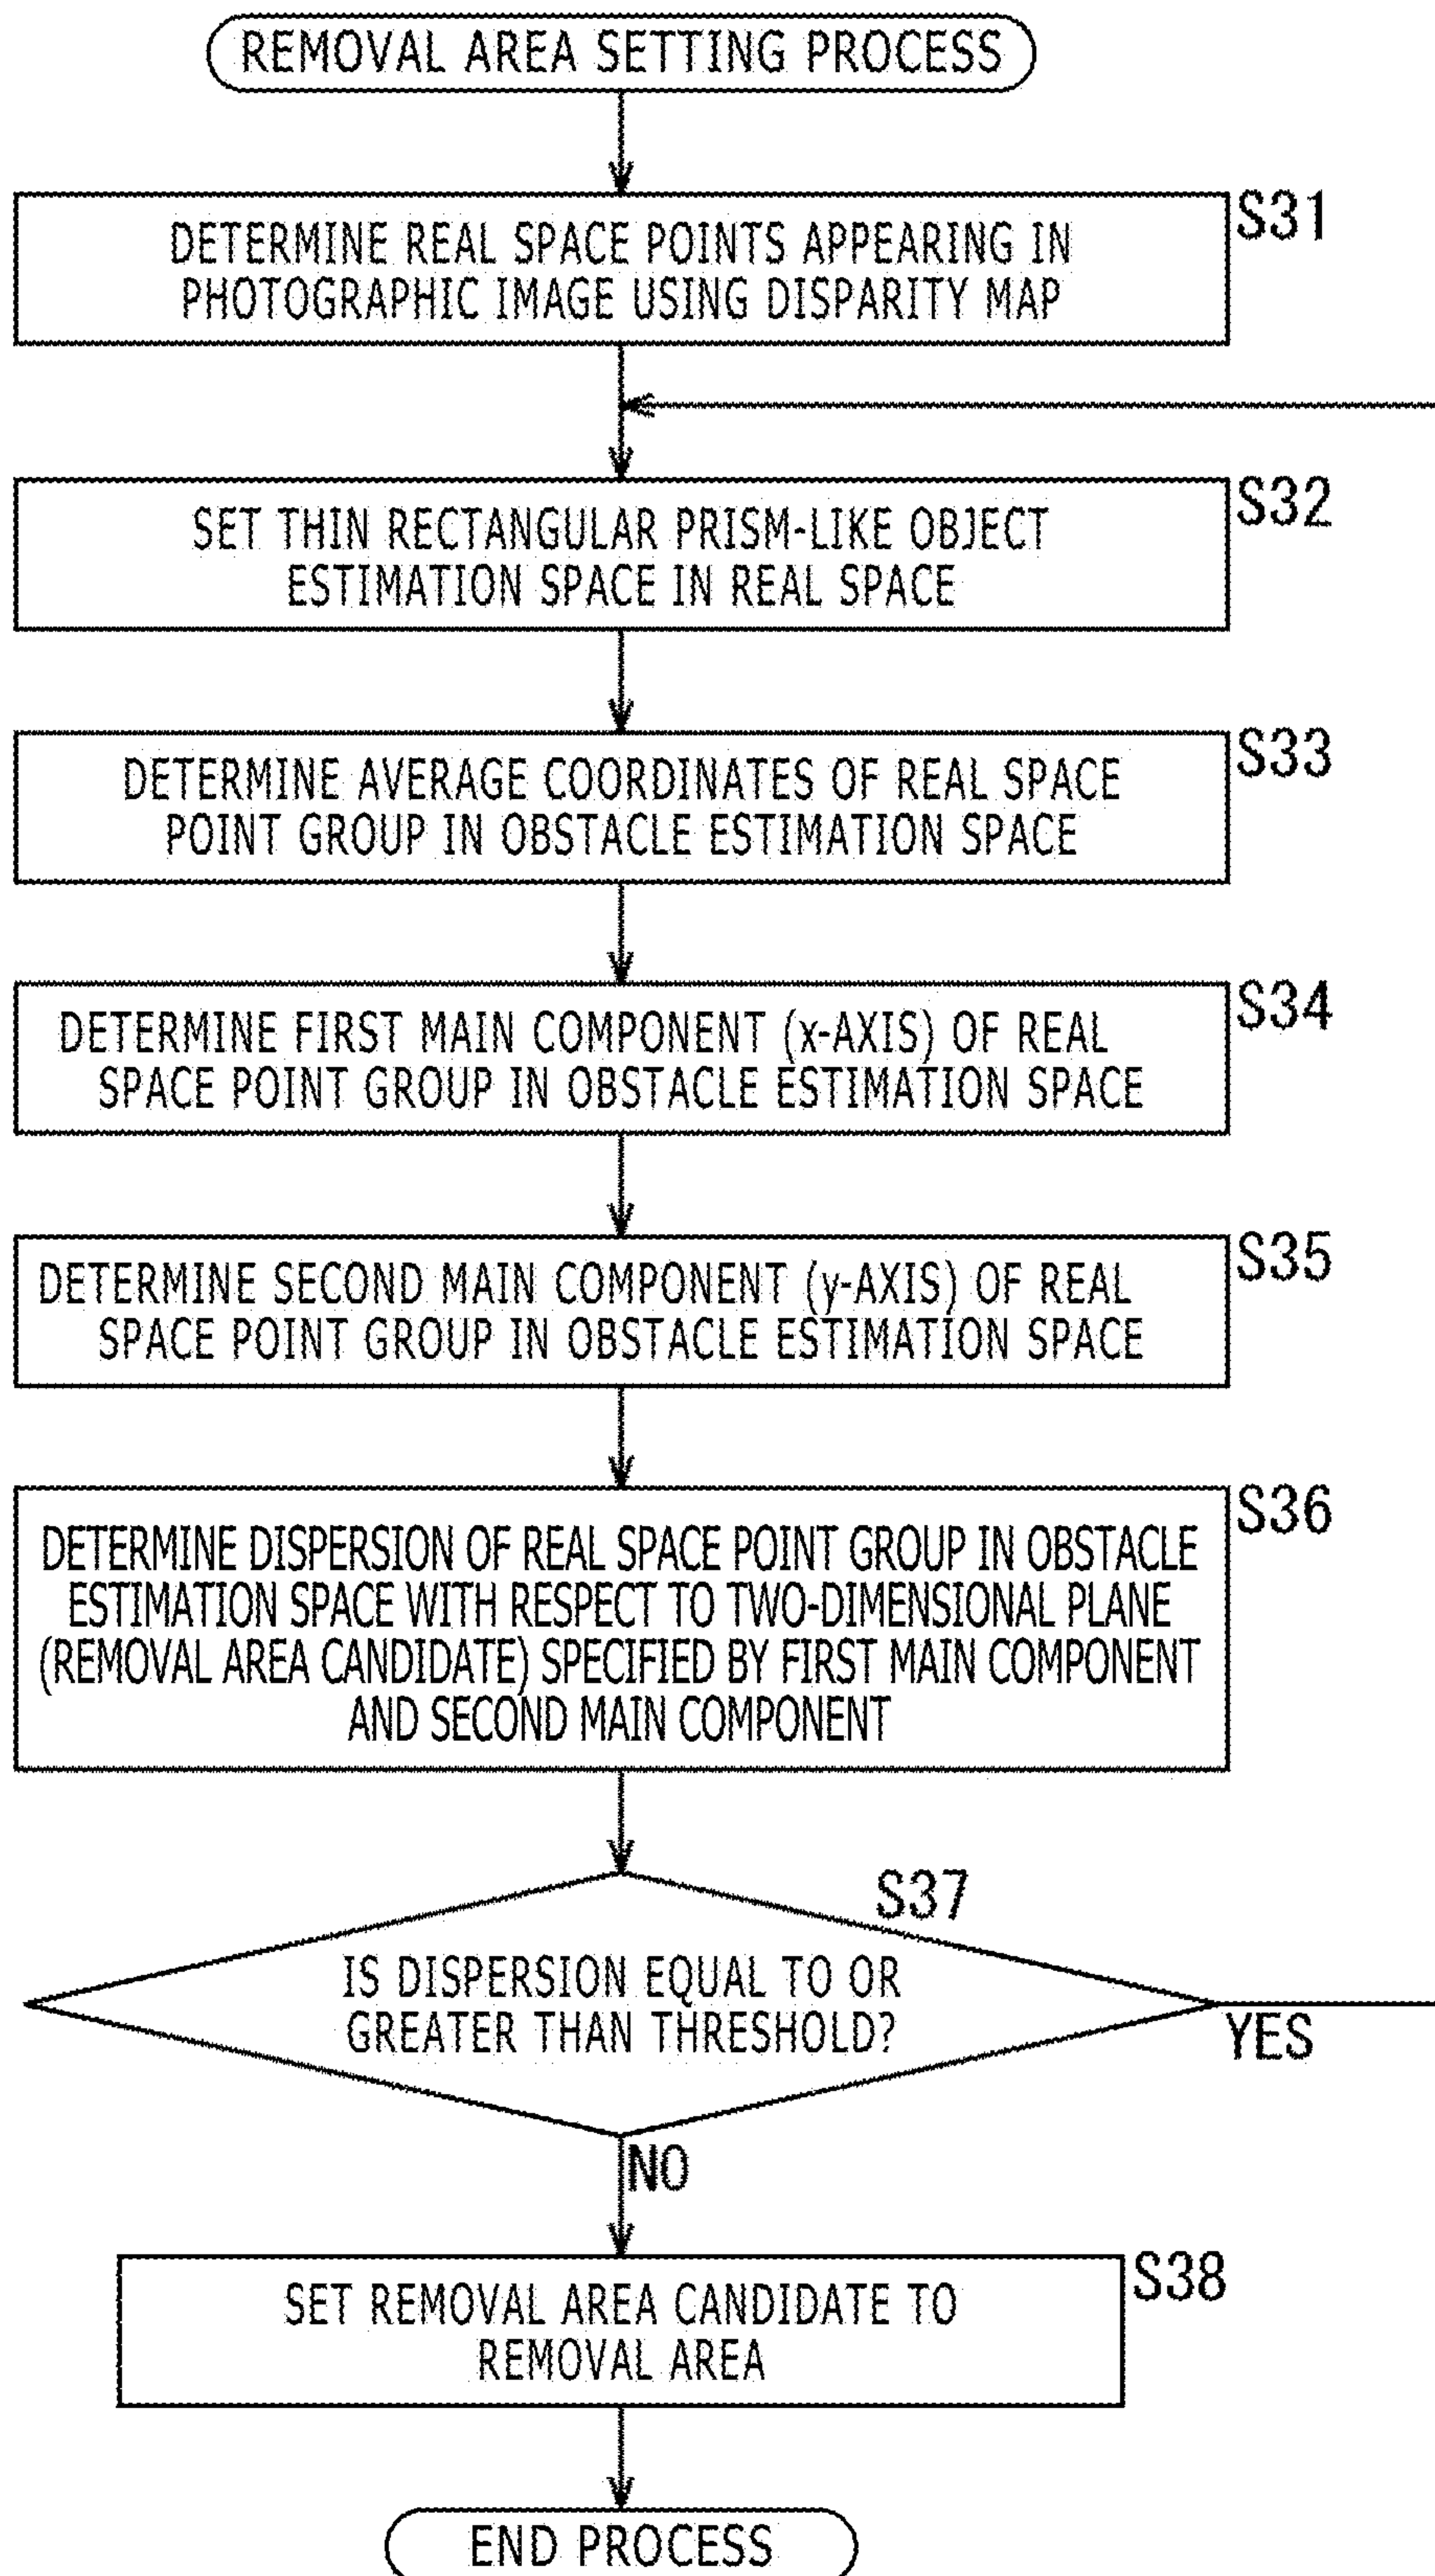 REMOVAL AREA SETTING PROCESS
S31
DETERMINE REAL SPACE POINTS APPEARING IN
PHOTOGRAPHIC IMAGE USING DISPARITY MAP
S32
SET THIN RECTANGULAR PRISM-LIKE OBJECT
ESTIMATION SPACE IN REAL SPACE
S33
DETERMINE AVERAGE COORDINATES OF REAL SPACE
POINT GROUP IN OBSTACLE ESTIMATION SPACE
S34
DETERMINE FIRST MAIN COMPONENT (x-AXIS) OF REAL
SPACE POINT GROUP IN OBSTACLE ESTIMATION SPACE
S35
DETERMINE SECOND MAIN COMPONENT (y-AXIS) OF REAL
SPACE POINT GROUP IN OBSTACLE ESTIMATION SPACE
S36
DETERMINE DISPERSION OF REAL SPACE POINT GROUP IN OBSTACLE
ESTIMATION SPACE WITH RESPECT TO TWO-DIMENSIONAL PLANE
(REMOVAL AREA CANDIDATE) SPECIFIED BY FIRST MAIN COMPONENT
AND SECOND MAIN COMPONENT
S37
IS DISPERSION EQUAL TO OR
GREATER THAN THRESHOLD?
YES
NO
S38
SET REMOVAL AREA CANDIDATE TO
REMOVAL AREA
END PROCESS